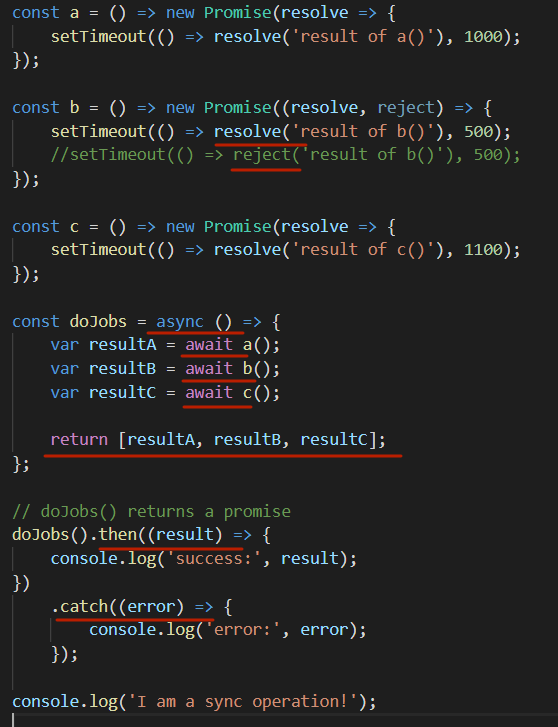 const a = () => new Promise(resolve => {
    setTimeout(() => resolve('result of a()'), 1000);
});

const b = () => new Promise((resolve, reject) => {
    setTimeout(() => resolve('result of b()'), 500);
    //setTimeout(() => reject('result of b()'), 500);
});

const c = () => new Promise(resolve => {
    setTimeout(() => resolve('result of c()'), 1100);
});

const doJobs = async () => {
    var resultA = await a();
    var resultB = await b();
    var resultC = await c();

    return [resultA, resultB, resultC];
};

// doJobs() returns a promise
doJobs().then((result) => {
    console.log('success:', result);
})
    .catch((error) => {
        console.log('error:', error);
    });

console.log('I am a sync operation!');